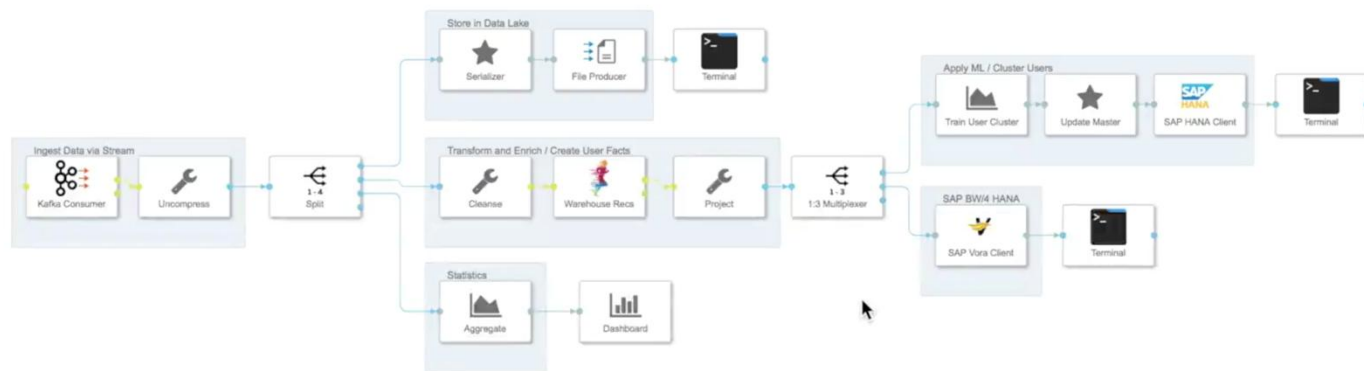 Store in Data Lake
Serializer
File Producer
>_
Terminal
Apply ML / Cluster Users
Train User Cluster
Update Master
SAP HANA
SAP HANA Client
>_
Terminal
Ingest Data via Stream
Kafka Consumer
Uncompress
1 - 4
Split
Transform and Enrich / Create User Facts
Cleanse
Warehouse Recs
Project
1 - 3
1:3 Multiplexer
SAP BW/4 HANA
SAP Vora Client
>_
Terminal
Statistics
Aggregate
Dashboard